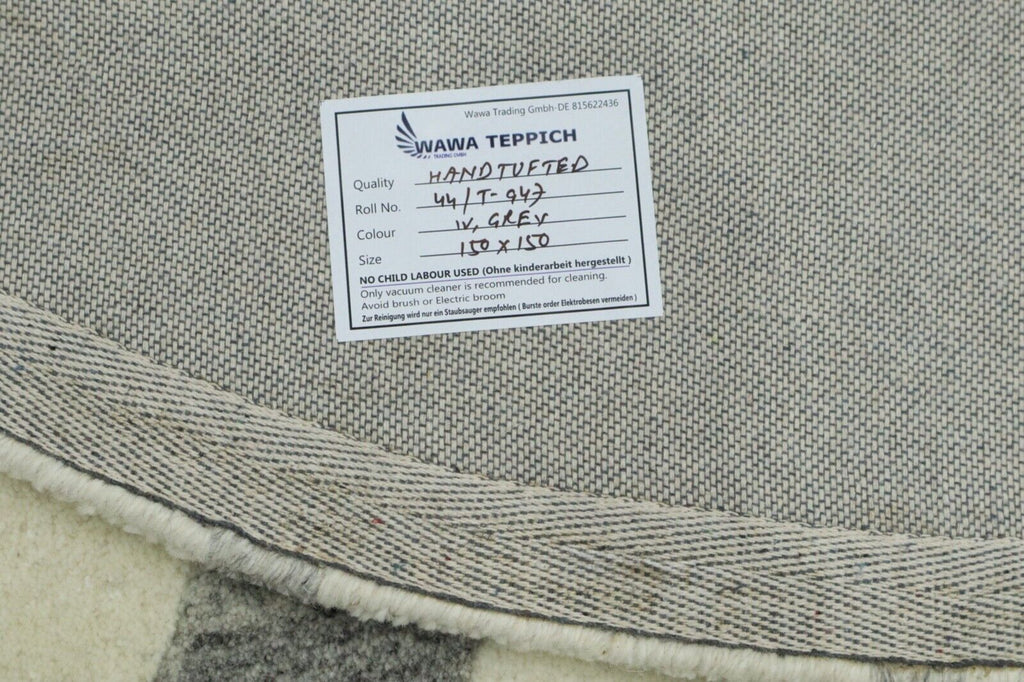 Wawa Trading Gmbh-DE 815622436
WAWA TEPPICH
TRADING GMBH
Quality HANDTUFTED
Roll No. 44/T-947
Colour IV, GREY
Size 150 x 150
NO CHILD LABOUR USED (Ohne kinderarbeit hergestellt )
Only vacuum cleaner is recommended for cleaning.
Avoid brush or Electric broom
Zur Reinigung wird nur ein Staubsauger empfohlen ( Burste order Elektrobesen vermeiden )